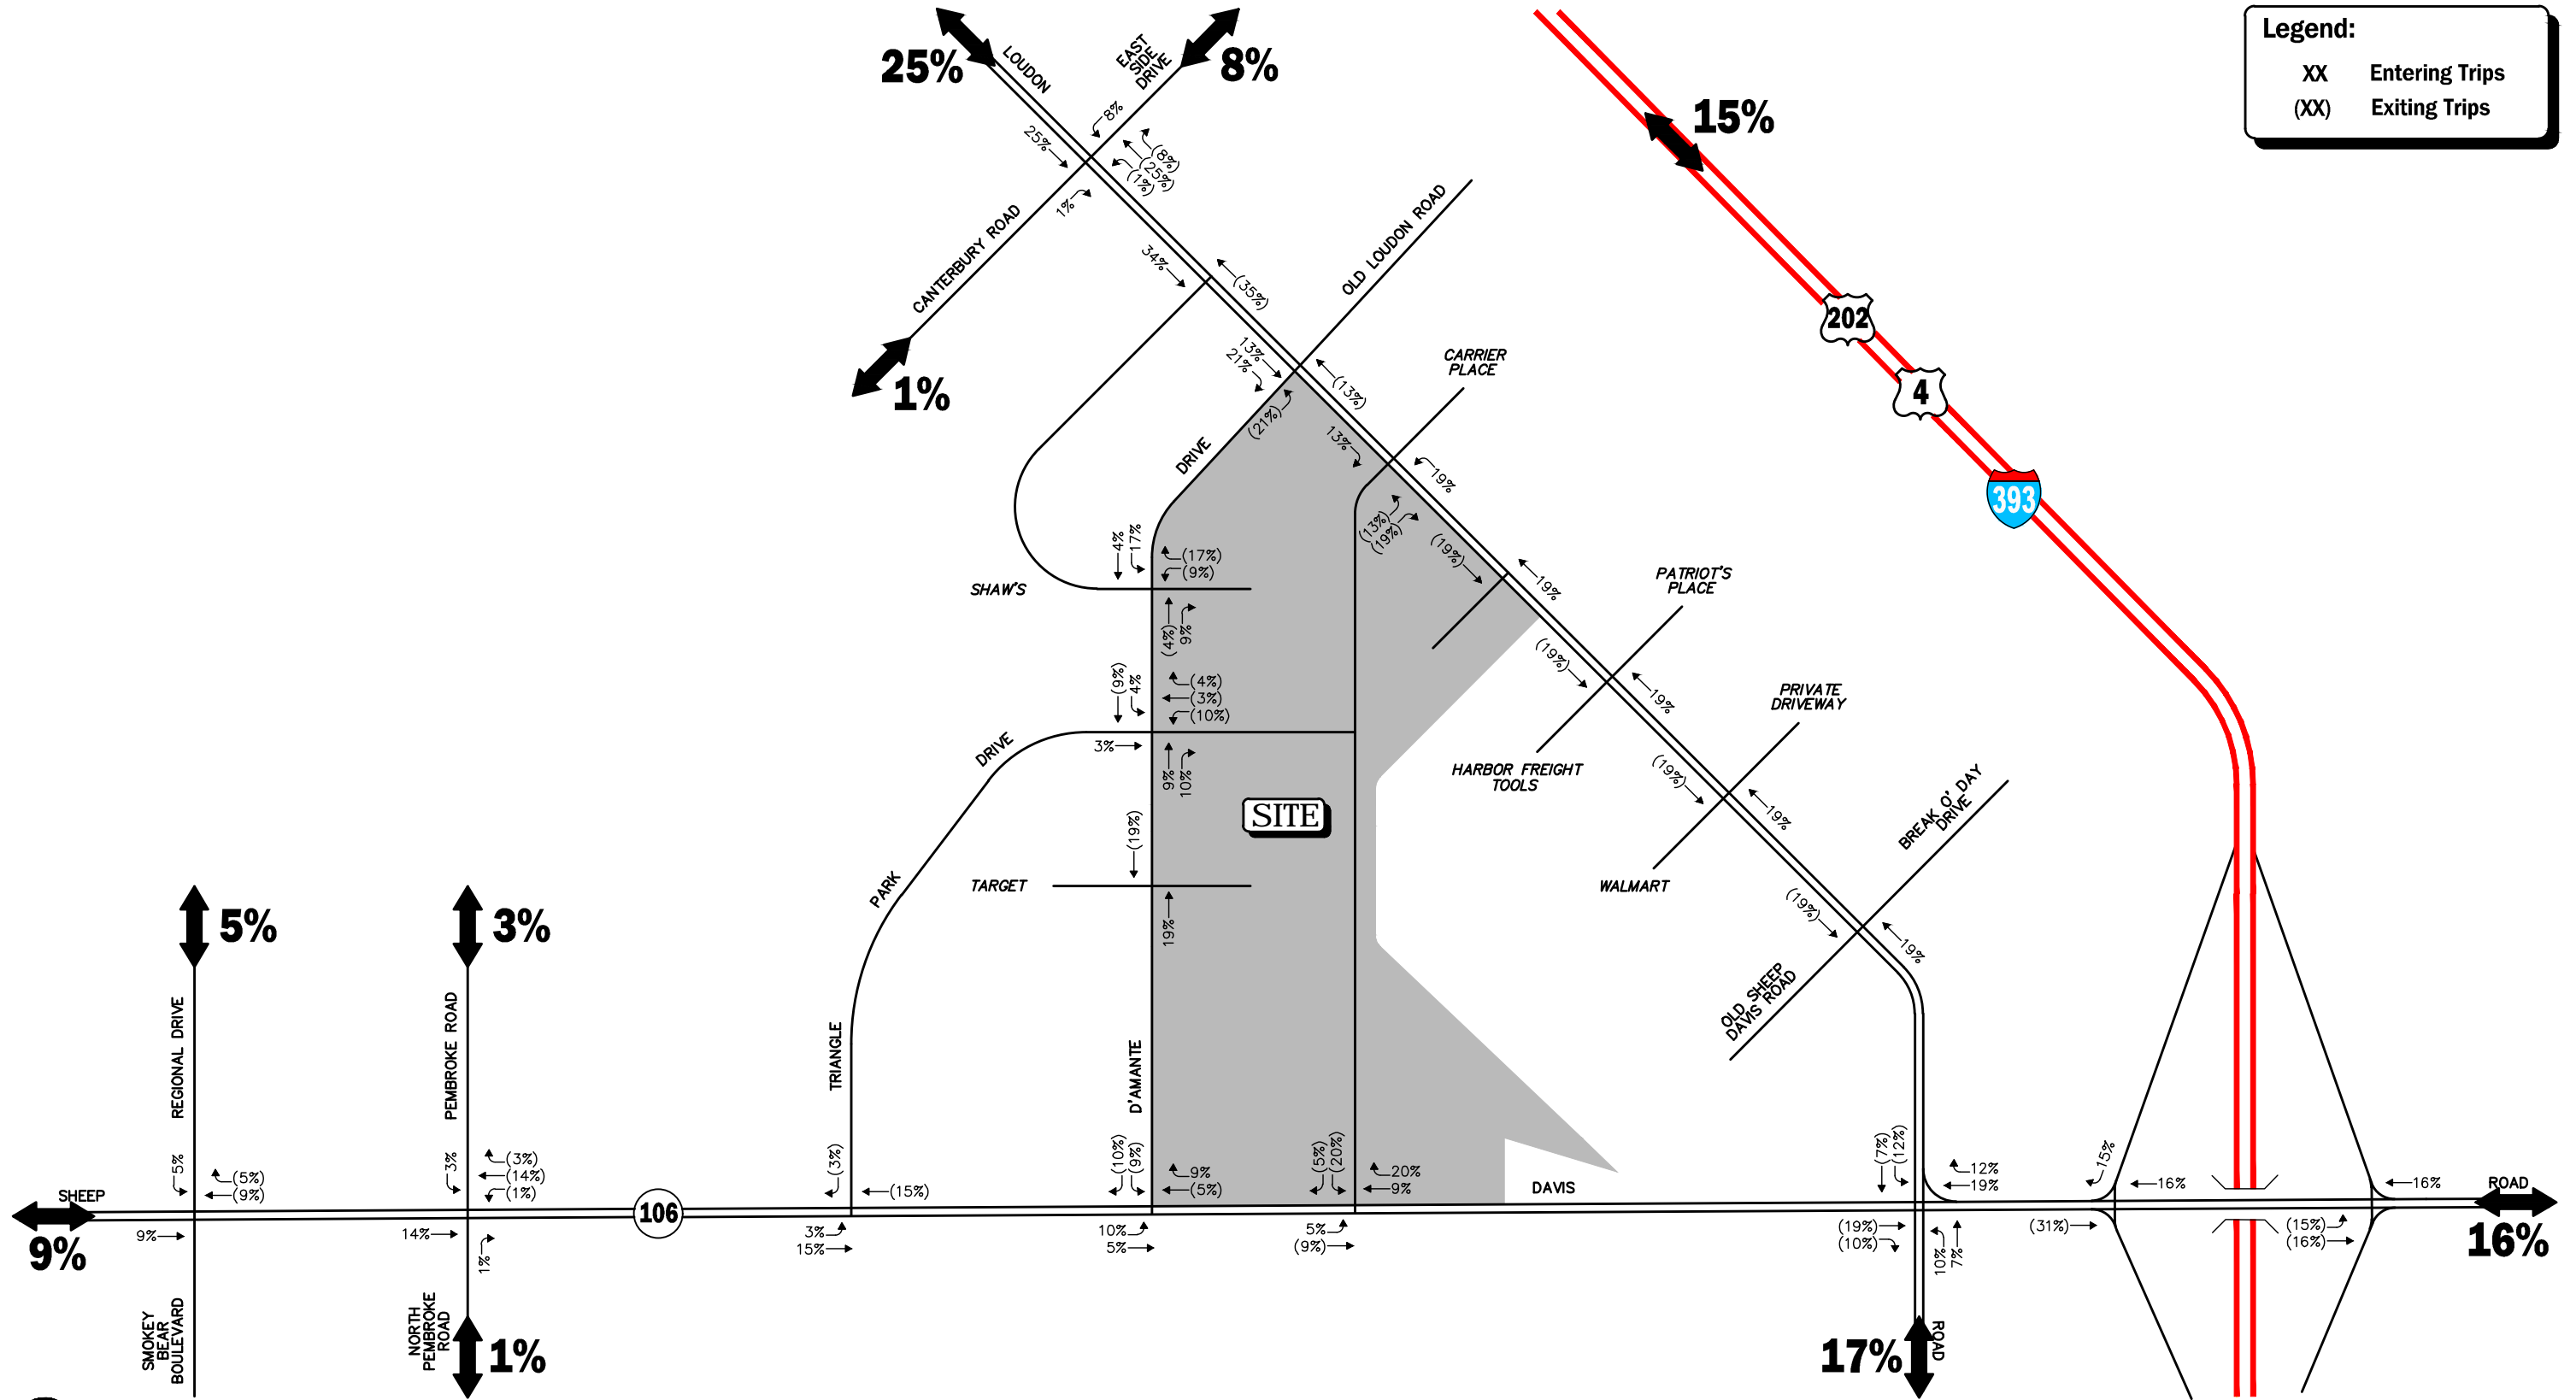 Legend:
XX Entering Trips
(XX) Exiting Trips
25%
LOUDON
EAST
SIDE
DRIVE
8%
15%
8%
25%
(8%)
(25%)
(1%)
1%
CANTERBURY ROAD
1%
34%
(35%)
OLD LOUDON ROAD
202
4
393
13%
21%
(13%)
(21%)
CARRIER
PLACE
13%
19%
DRIVE
(13%)
(19%)
(19%)
19%
4%
17%
(17%)
(9%)
SHAW'S
(4%)
9%
PATRIOT'S
PLACE
(19%)
19%
(9%)
4%
(4%)
(3%)
(10%)
DRIVE
3%
9%
10%
HARBOR FREIGHT
TOOLS
PRIVATE
DRIVEWAY
(19%)
19%
SITE
(19%)
BREAK O' DAY
DRIVE
PARK
TARGET
19%
WALMART
(19%)
19%
OLD SHEEP
DAVIS ROAD
5%
3%
REGIONAL DRIVE
PEMBROKE ROAD
TRIANGLE
D'AMANTE
5%
(5%)
(9%)
3%
(3%)
(14%)
(1%)
(3%)
(15%)
(10%)
(9%)
9%
(5%)
(5%)
(20%)
20%
9%
(7%)
(12%)
12%
19%
15%
16%
16%
SHEEP
106
DAVIS
ROAD
9%
9%
14%
1%
3%
15%
10%
5%
5%
(9%)
(19%)
(10%)
10%
7%
(31%)
(15%)
(16%)
16%
SMOKEY
BEAR
BOULEVARD
NORTH
PEMBROKE
ROAD
1%
17%
ROAD